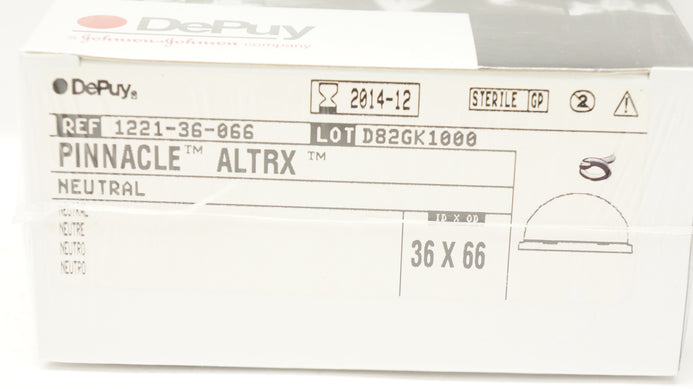 DePuy
a Johnson & Johnson company
DePuy®
2014-12
STERILE GP
2
REF 1221-36-066 LOT D82GK1000
PINNACLE™ ALTRX™
NEUTRAL
NEUTRAL
ID X OD
NEUTRE
NEUTRO
36 X 66
NEUTRO